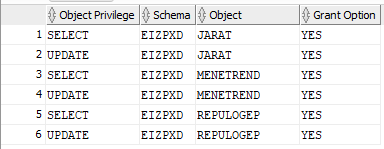 Object Privilege Schema Object Grant Option
1 SELECT EIZPXD JARAT YES
2 UPDATE EIZPXD JARAT YES
3 SELECT EIZPXD MENETREND YES
4 UPDATE EIZPXD MENETREND YES
5 SELECT EIZPXD REPULOGEP YES
6 UPDATE EIZPXD REPULOGEP YES